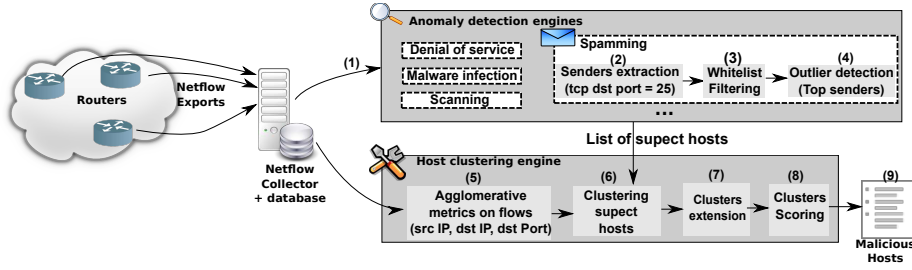 Anomaly detection engines
(1)
Denial of service
Malware infection
Scanning
Spamming
(2)
Senders extraction
(tcp dst port = 25)
(3)
Whitelist
Filtering
(4)
Outlier detection
(Top senders)
...
Routers
Netflow
Exports
Netflow
Collector
+ database
List of supect hosts
Host clustering engine
(5)
Agglomerative
metrics on flows
(src IP, dst IP, dst Port)
(6)
Clustering
supect
hosts
(7)
Clusters
extension
(8)
Clusters
Scoring
(9)
Malicious
Hosts